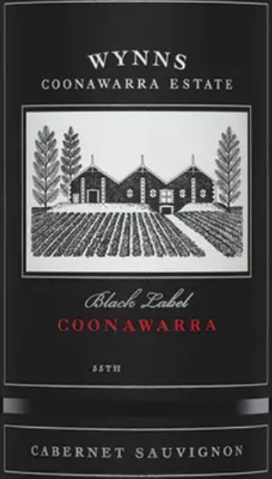 WYNNS
COONAWARRA ESTATE
Black Label
COONAWARRA
55TH
CABERNET SAUVIGNON